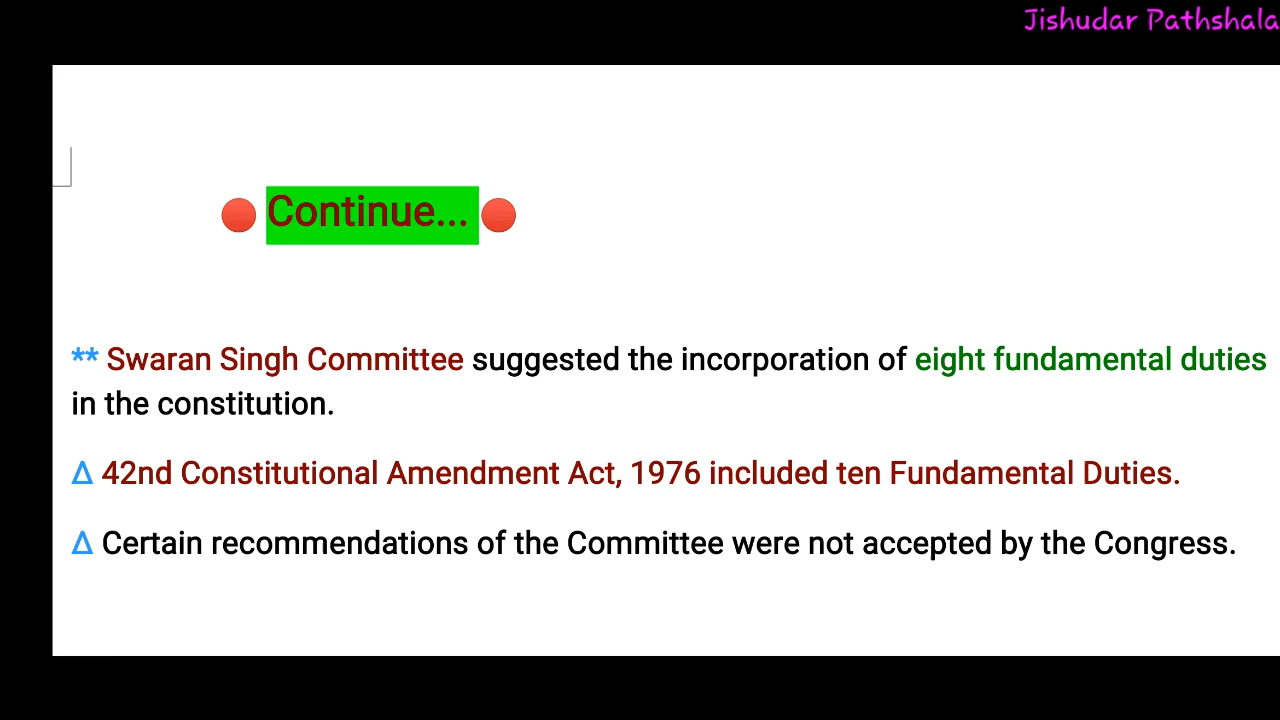 Jishudar Pathshala
🔴 Continue... 🔴
** Swaran Singh Committee suggested the incorporation of eight fundamental duties
in the constitution.
Δ 42nd Constitutional Amendment Act, 1976 included ten Fundamental Duties.
Δ Certain recommendations of the Committee were not accepted by the Congress.